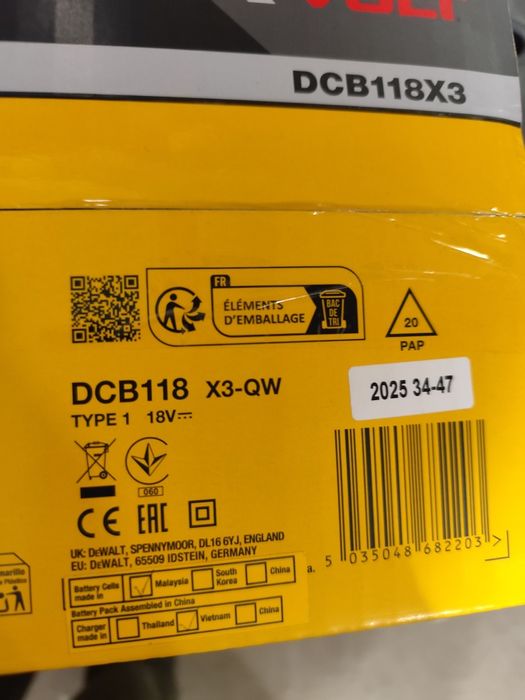 VOLT
DCB118X3
FR
ÉLÉMENTS
D'EMBALLAGE
BAC
DE
TRI
20
PAP
DCB118 X3-QW
2025 34-47
TYPE 1 18V
060
CE EAC
UK: DEWALT, SPENNYMOOR, DL16 6YJ, ENGLAND
EU: DEWALT, 65509 IDSTEIN, GERMANY
5 035048 682203 >
a.
Battery Cells
made in
Malaysia
South
Korea
China
Battery Pack Assembled in China
Charger
made in
Thailand
Vietnam
China